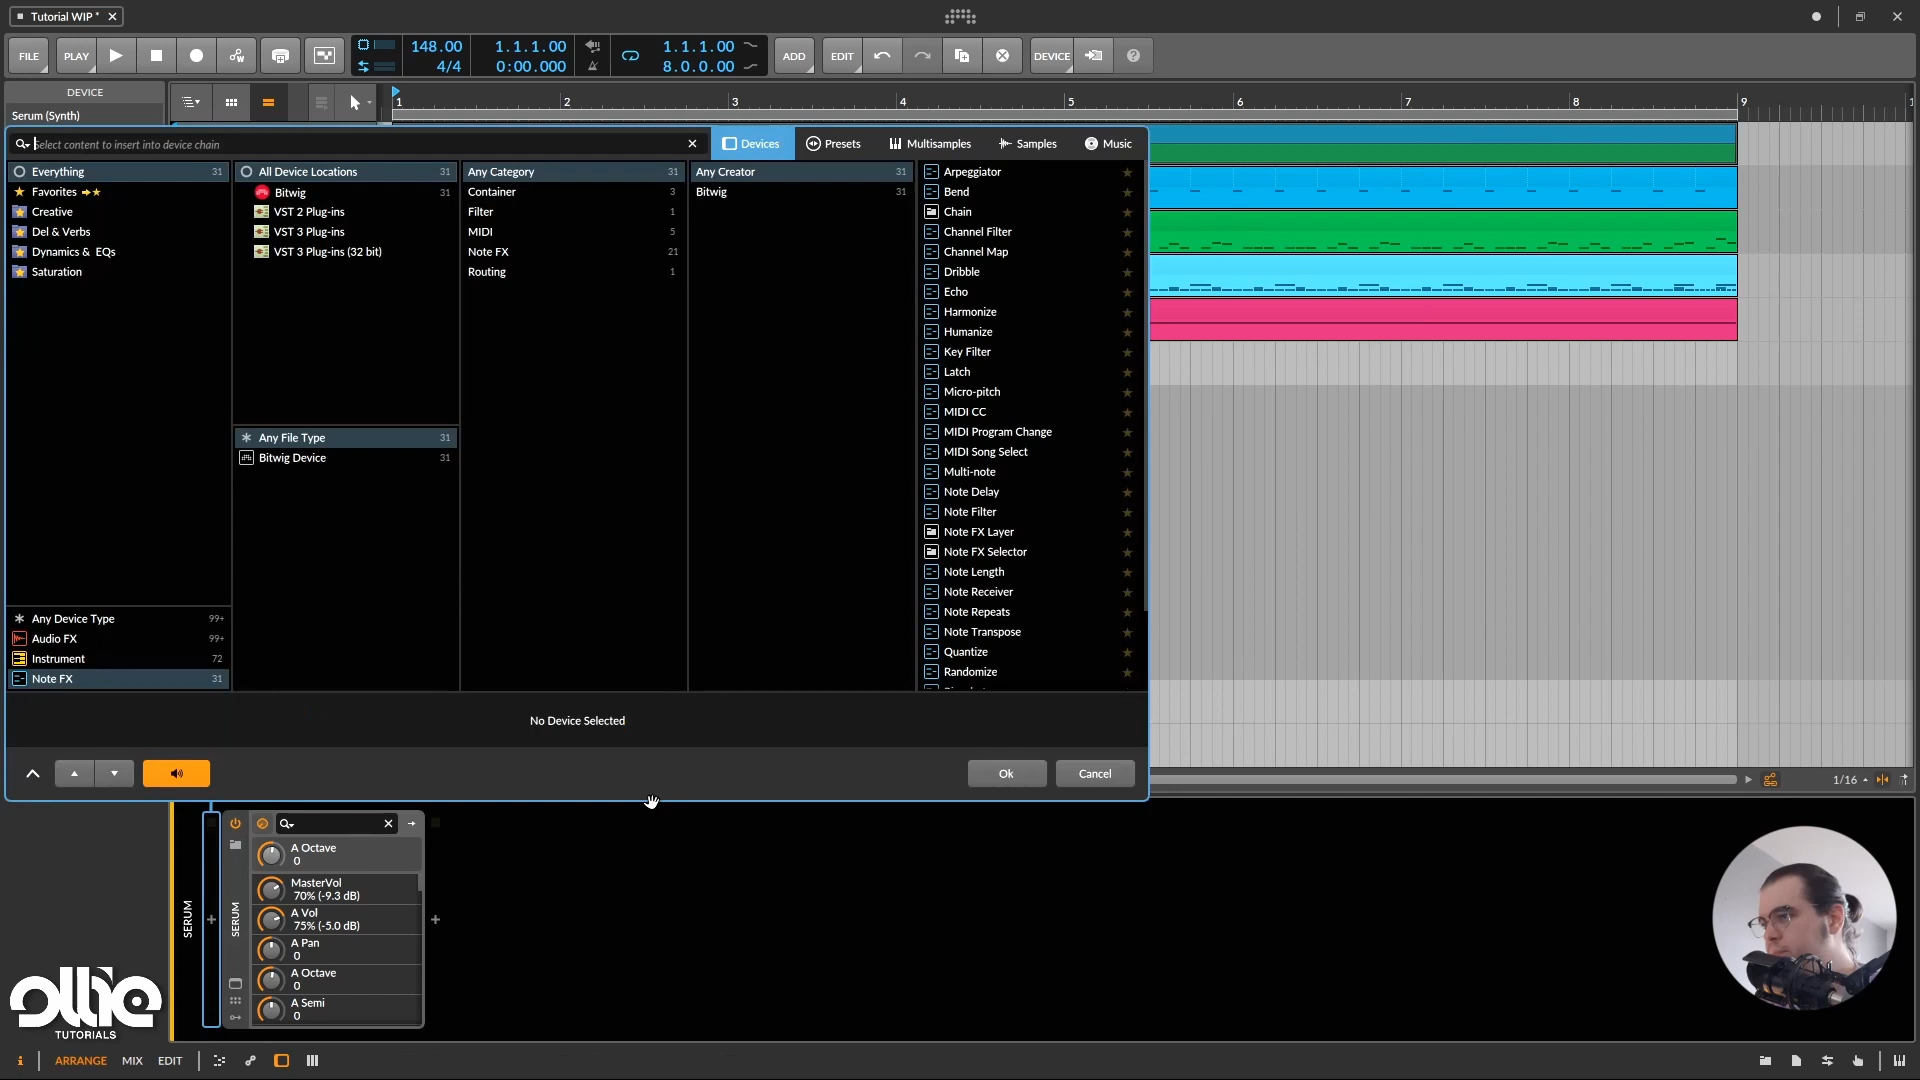 Tutorial WIP *
FILE
PLAY
148.00
4/4
1.1.1.00
0:00.000
1.1.1.00
8.0.0.00
ADD
EDIT
DEVICE
?
DEVICE
Serum (Synth)
1
2
3
4
5
6
7
8
9
1
Select content to insert into device chain
Devices
Presets
Multisamples
Samples
Music
Everything 31
Favorites
Creative
Del & Verbs
Dynamics & EQs
Saturation
Any Device Type 99+
Audio FX 99+
Instrument 72
Note FX 31
All Device Locations 31
Bitwig 31
VST 2 Plug-ins
VST 3 Plug-ins
VST 3 Plug-ins (32 bit)
Any File Type 31
Bitwig Device 31
Any Category 31
Container 3
Filter 1
MIDI 5
Note FX 21
Routing 1
Any Creator 31
Bitwig 31
Arpeggiator
Bend
Chain
Channel Filter
Channel Map
Dribble
Echo
Harmonize
Humanize
Key Filter
Latch
Micro-pitch
MIDI CC
MIDI Program Change
MIDI Song Select
Multi-note
Note Delay
Note Filter
Note FX Layer
Note FX Selector
Note Length
Note Receiver
Note Repeats
Note Transpose
Quantize
Randomize
No Device Selected
Ok
Cancel
1/16
SERUM
SERUM
A Octave
0
MasterVol
70% (-9.3 dB)
A Vol
75% (-5.0 dB)
A Pan
0
A Octave
0
A Semi
0
Ollie
TUTORIALS
i
ARRANGE
MIX
EDIT